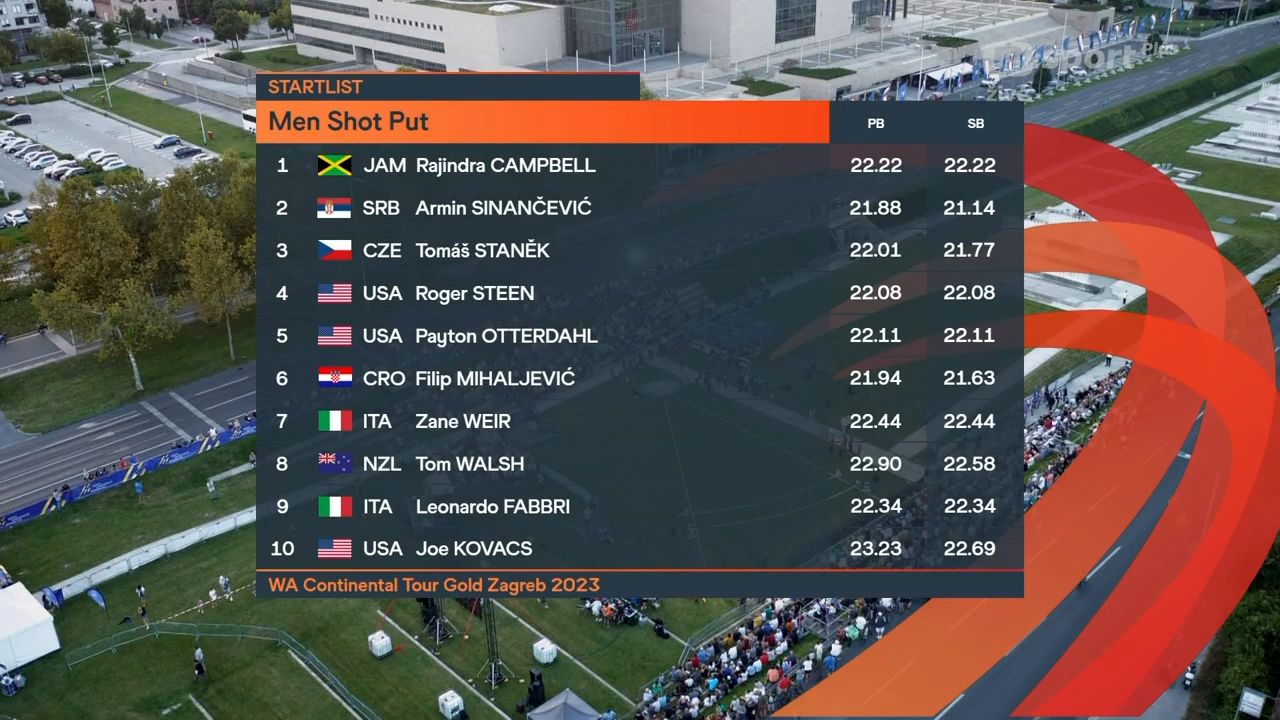 STARTLIST
Men Shot Put PB SB
1 JAM Rajindra CAMPBELL 22.22 22.22
2 SRB Armin SINANČEVIĆ 21.88 21.14
3 CZE Tomáš STANĚK 22.01 21.77
4 USA Roger STEEN 22.08 22.08
5 USA Payton OTTERDAHL 22.11 22.11
6 CRO Filip MIHALJEVIĆ 21.94 21.63
7 ITA Zane WEIR 22.44 22.44
8 NZL Tom WALSH 22.90 22.58
9 ITA Leonardo FABBRI 22.34 22.34
10 USA Joe KOVACS 23.23 22.69
WA Continental Tour Gold Zagreb 2023